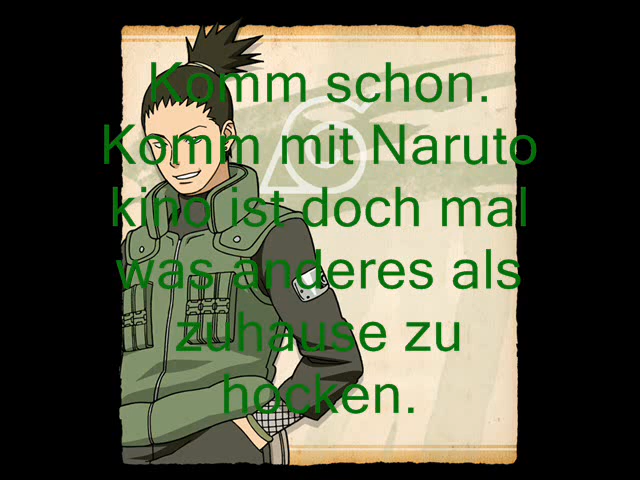 Komm schon.
Komm mit Naruto
kino ist doch mal
was anderes als
zuhause zu
hocken.